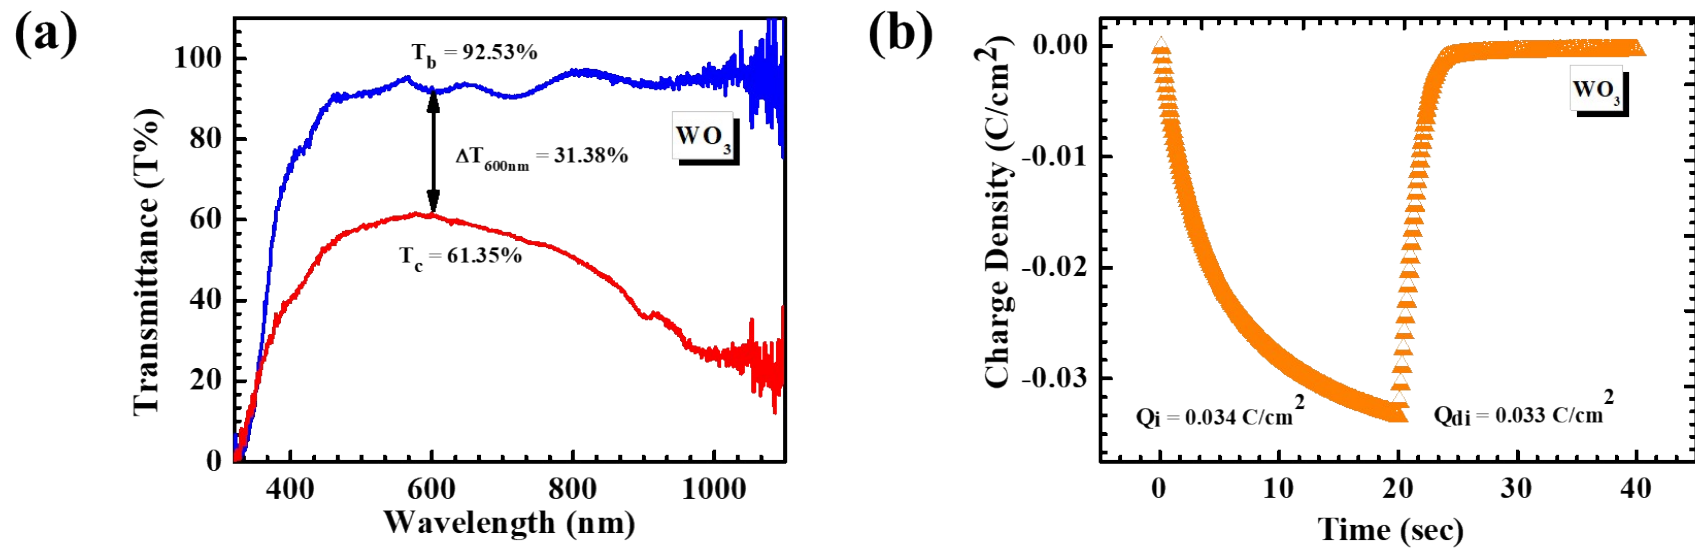 (a)
Transmittance (T%)
100
80
60
40
20
0
T_b = 92.53%
WO_3
ΔT_600nm = 31.38%
T_c = 61.35%
400 600 800 1000
Wavelength (nm)
(b)
Charge Density (C/cm^2)
0.00
-0.01
-0.02
-0.03
WO_3
Qi = 0.034 C/cm^2
Qdi = 0.033 C/cm^2
0 10 20 30 40
Time (sec)